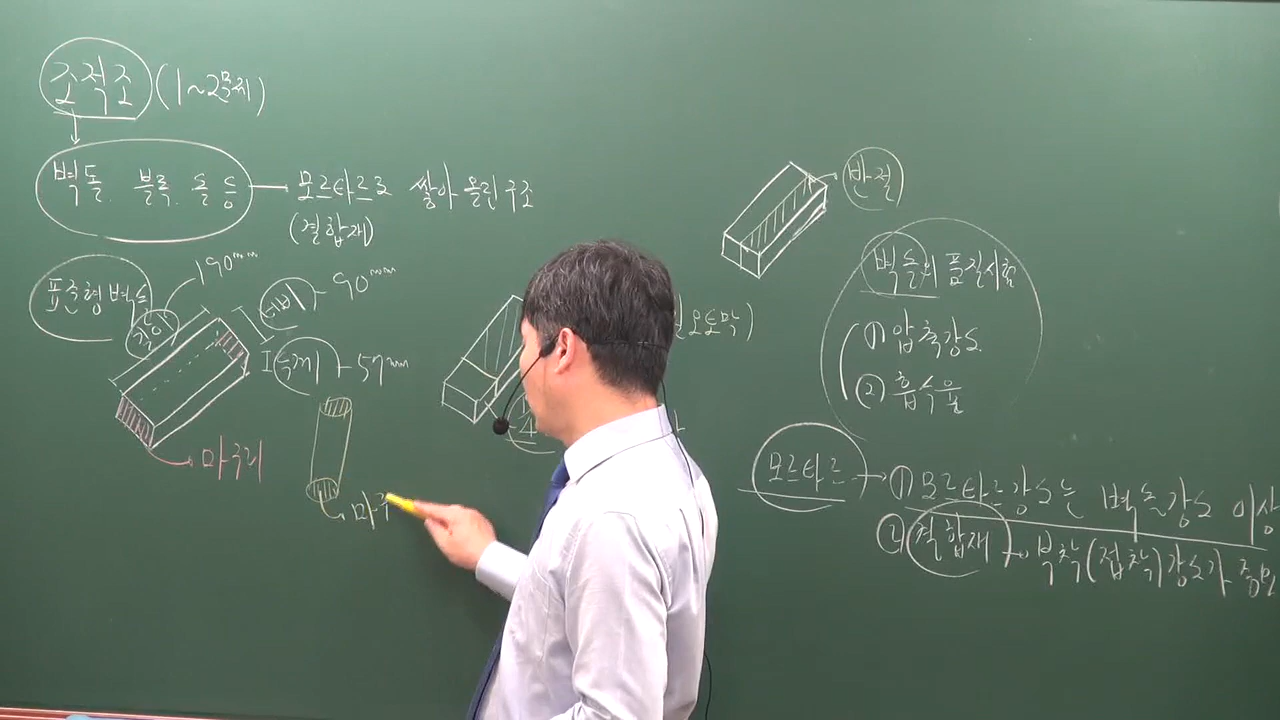 조적조 (1~2문제)
벽돌. 블록. 돌 등 모르타르로 쌓아 올린 구조
(결합재)
표준형 벽돌
길이 190mm
너비 - 90mm
두께 - 57mm
마구리
마구
반절
토막)
벽돌의 품질시험
① 압축강도
② 흡수율
모르타르 → ① 모르타르강도는 벽돌강도 이상
② 결합재 → 부착(접착)강도가 중요